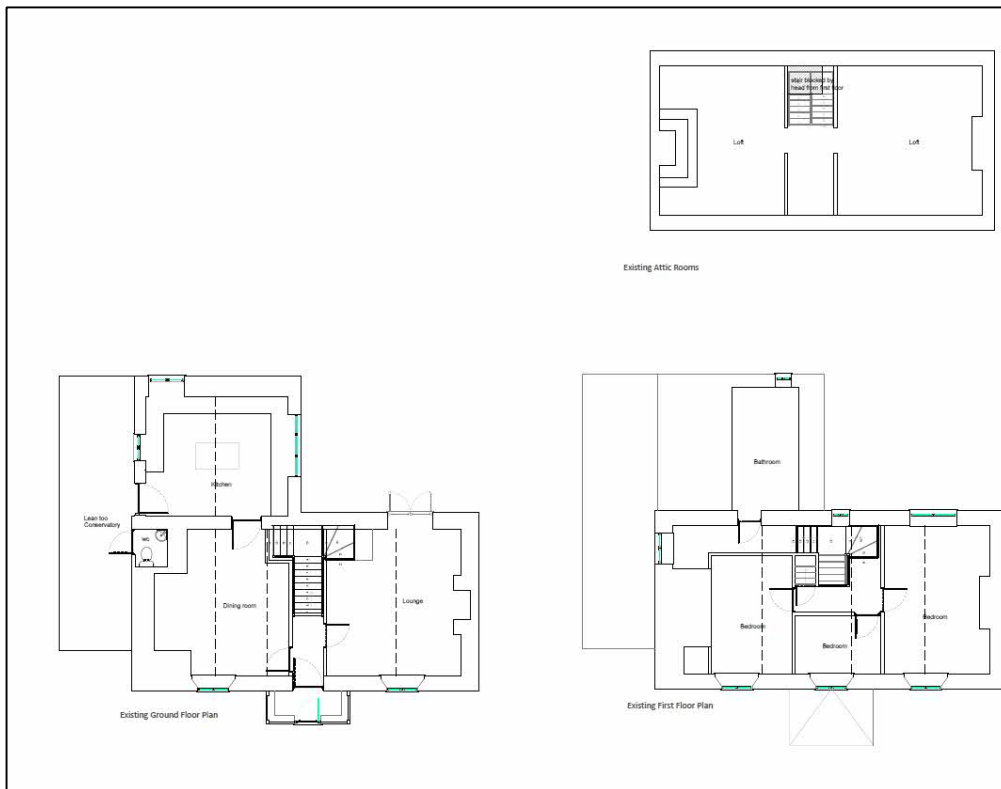 stair blocked by
head from first floor
Loft
Loft
Existing Attic Rooms
Kitchen
Lean too
Conservatory
WC
Dining room
Lounge
Existing Ground Floor Plan
Bathroom
Bedroom
Bedroom
Bedroom
Existing First Floor Plan